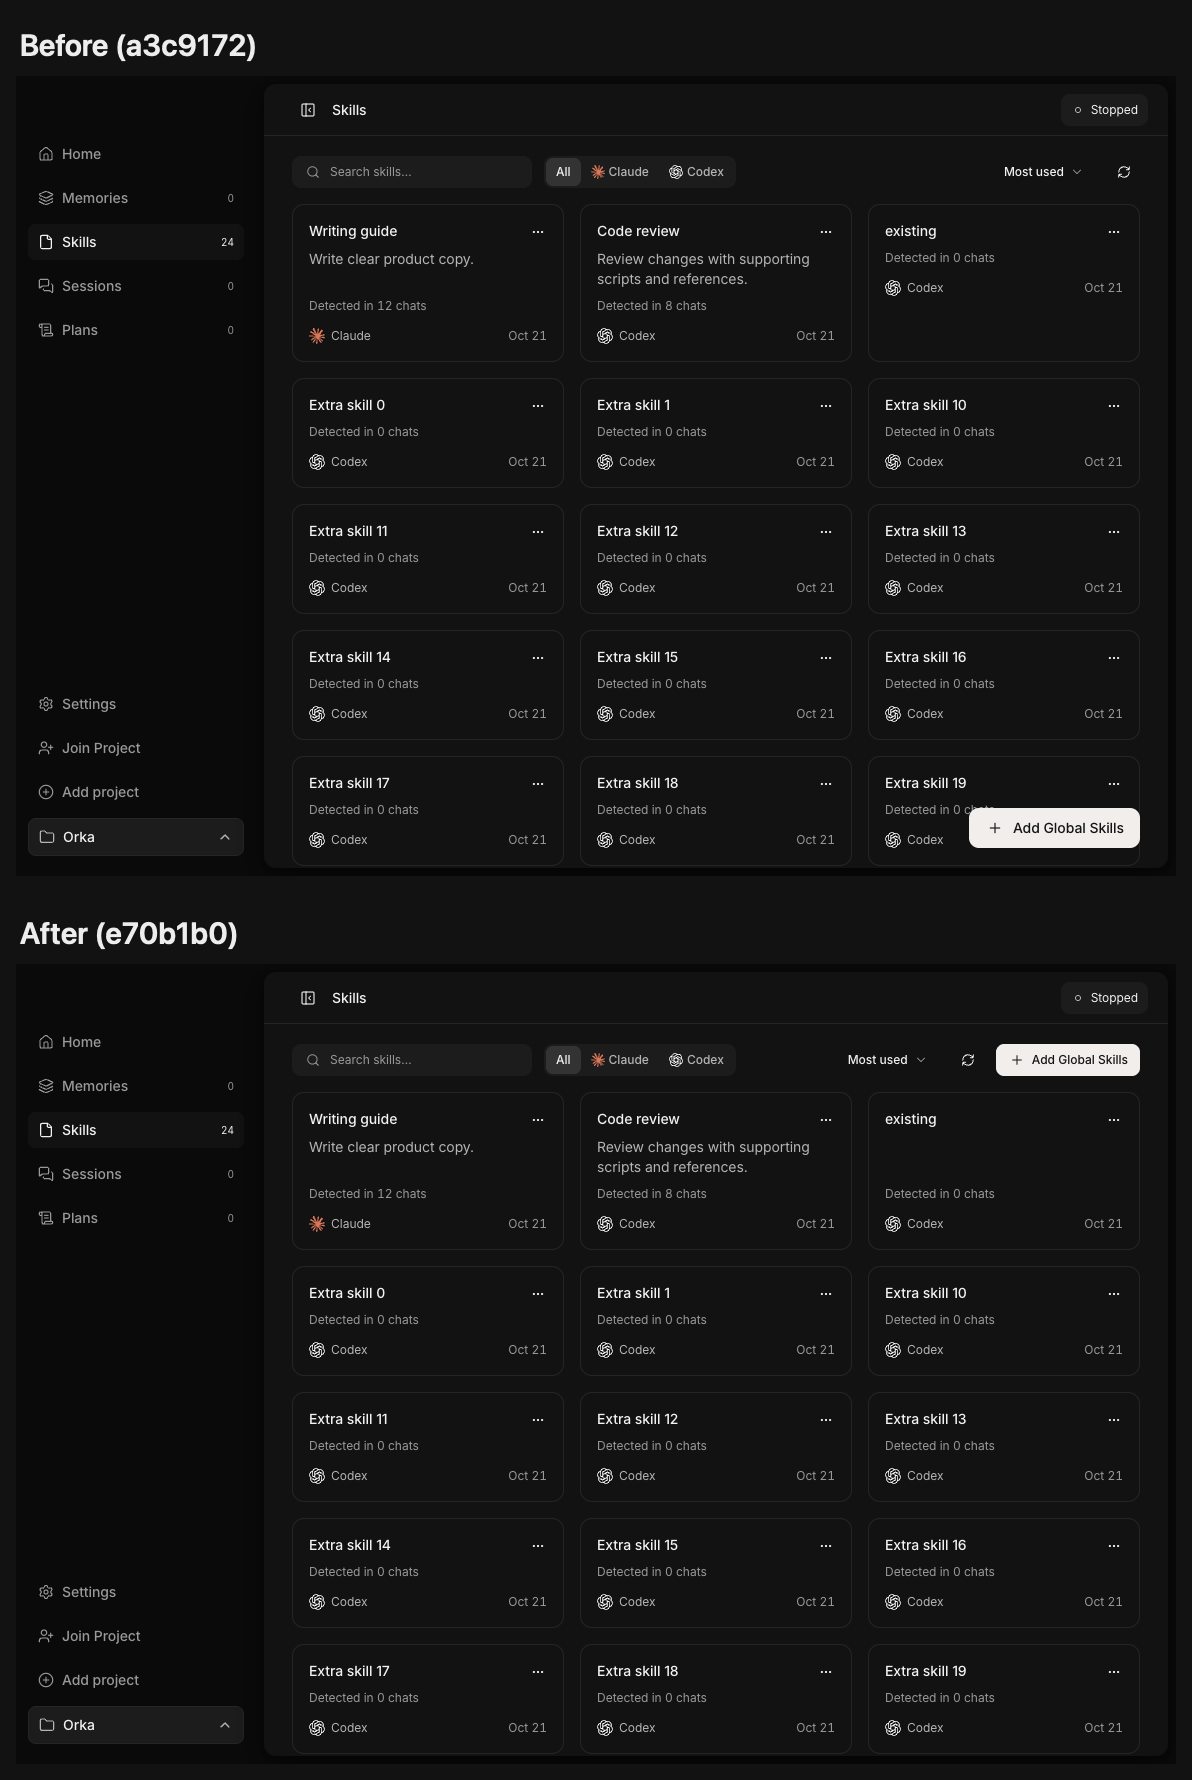 Before (a3c9172)
Skills
Stopped
Home
Memories 0
Skills 24
Sessions 0
Plans 0
Search skills...
All Claude Codex
Most used
Writing guide
Write clear product copy.
Detected in 12 chats
Claude Oct 21
Code review
Review changes with supporting
scripts and references.
Detected in 8 chats
Codex Oct 21
existing
Detected in 0 chats
Codex Oct 21
Extra skill 0
Detected in 0 chats
Codex Oct 21
Extra skill 1
Detected in 0 chats
Codex Oct 21
Extra skill 10
Detected in 0 chats
Codex Oct 21
Extra skill 11
Detected in 0 chats
Codex Oct 21
Extra skill 12
Detected in 0 chats
Codex Oct 21
Extra skill 13
Detected in 0 chats
Codex Oct 21
Extra skill 14
Detected in 0 chats
Codex Oct 21
Extra skill 15
Detected in 0 chats
Codex Oct 21
Extra skill 16
Detected in 0 chats
Codex Oct 21
Extra skill 17
Detected in 0 chats
Codex Oct 21
Extra skill 18
Detected in 0 chats
Codex Oct 21
Extra skill 19
Detected in 0 chats
Codex
Add Global Skills
Settings
Join Project
Add project
Orka
After (e70b1b0)
Skills
Stopped
Home
Memories 0
Skills 24
Sessions 0
Plans 0
Search skills...
All Claude Codex
Most used
Add Global Skills
Writing guide
Write clear product copy.
Detected in 12 chats
Claude Oct 21
Code review
Review changes with supporting
scripts and references.
Detected in 8 chats
Codex Oct 21
existing
Detected in 0 chats
Codex Oct 21
Extra skill 0
Detected in 0 chats
Codex Oct 21
Extra skill 1
Detected in 0 chats
Codex Oct 21
Extra skill 10
Detected in 0 chats
Codex Oct 21
Extra skill 11
Detected in 0 chats
Codex Oct 21
Extra skill 12
Detected in 0 chats
Codex Oct 21
Extra skill 13
Detected in 0 chats
Codex Oct 21
Extra skill 14
Detected in 0 chats
Codex Oct 21
Extra skill 15
Detected in 0 chats
Codex Oct 21
Extra skill 16
Detected in 0 chats
Codex Oct 21
Extra skill 17
Detected in 0 chats
Codex Oct 21
Extra skill 18
Detected in 0 chats
Codex Oct 21
Extra skill 19
Detected in 0 chats
Codex Oct 21
Settings
Join Project
Add project
Orka